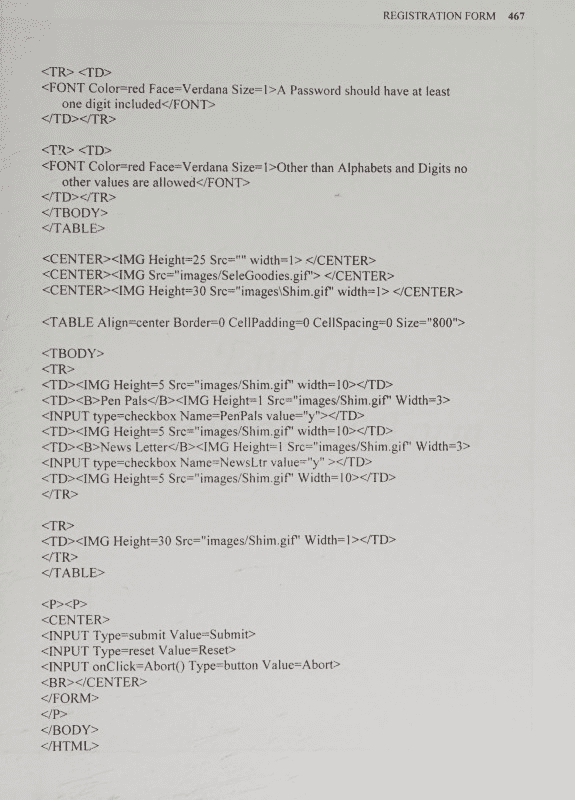 REGISTRATION FORM 467
<TR> <TD>
<FONT Color=red Face=Verdana Size=1>A Password should have at least
one digit included</FONT>
</TD></TR>
<TR> <TD>
<FONT Color=red Face=Verdana Size=1>Other than Alphabets and Digits no
other values are allowed</FONT>
</TD></TR>
</TBODY>
</TABLE>
<CENTER><IMG Height=25 Src="" width=1> </CENTER>
<CENTER><IMG Src="images/SeleGoodies.gif"> </CENTER>
<CENTER><IMG Height=30 Src="images\Shim.gif" width=1> </CENTER>
<TABLE Align=center Border=0 CellPadding=0 CellSpacing=0 Size="800">
<TBODY>
<TR>
<TD><IMG Height=5 Src="images/Shim.gif" width=10></TD>
<TD><B>Pen Pals</B><IMG Height=1 Src="images/Shim.gif" Width=3>
<INPUT type=checkbox Name=PenPals value="y"></TD>
<TD><IMG Height=5 Src="images/Shim.gif" width=10></TD>
<TD><B>News Letter</B><IMG Height=1 Src="images/Shim.gif" Width=3>
<INPUT type=checkbox Name=NewsLtr value="y" ></TD>
<TD><IMG Height=5 Src="images/Shim.gif" Width=10></TD>
</TR>
<TR>
<TD><IMG Height=30 Src="images/Shim.gif" Width=1></TD>
</TR>
</TABLE>
<P><P>
<CENTER>
<INPUT Type=submit Value=Submit>
<INPUT Type=reset Value=Reset>
<INPUT onClick=Abort() Type=button Value=Abort>
<BR></CENTER>
</FORM>
</P>
</BODY>
</HTML>